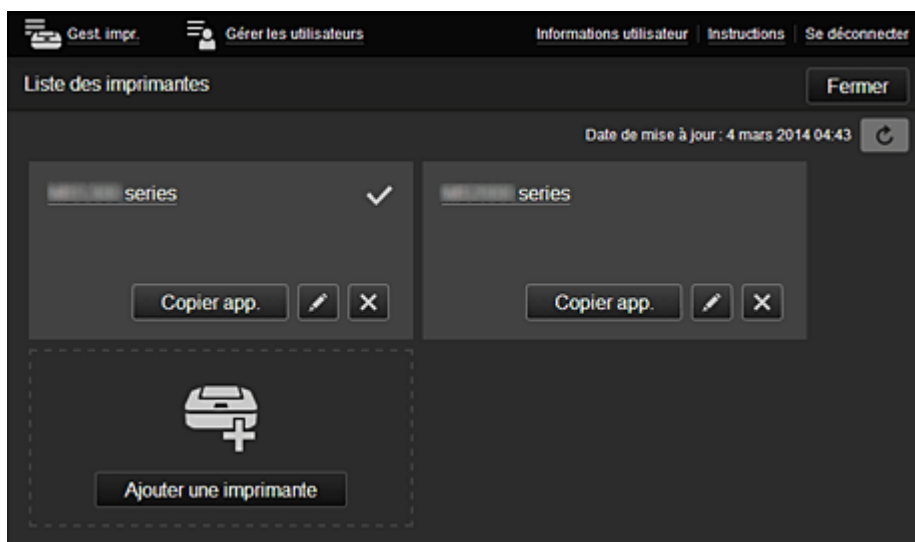 Gest. impr. Gérer les utilisateurs Informations utilisateur Instructions Se déconnecter
Liste des imprimantes Fermer
Date de mise à jour : 4 mars 2014 04:43
series series
Copier app. Copier app.
Ajouter une imprimante